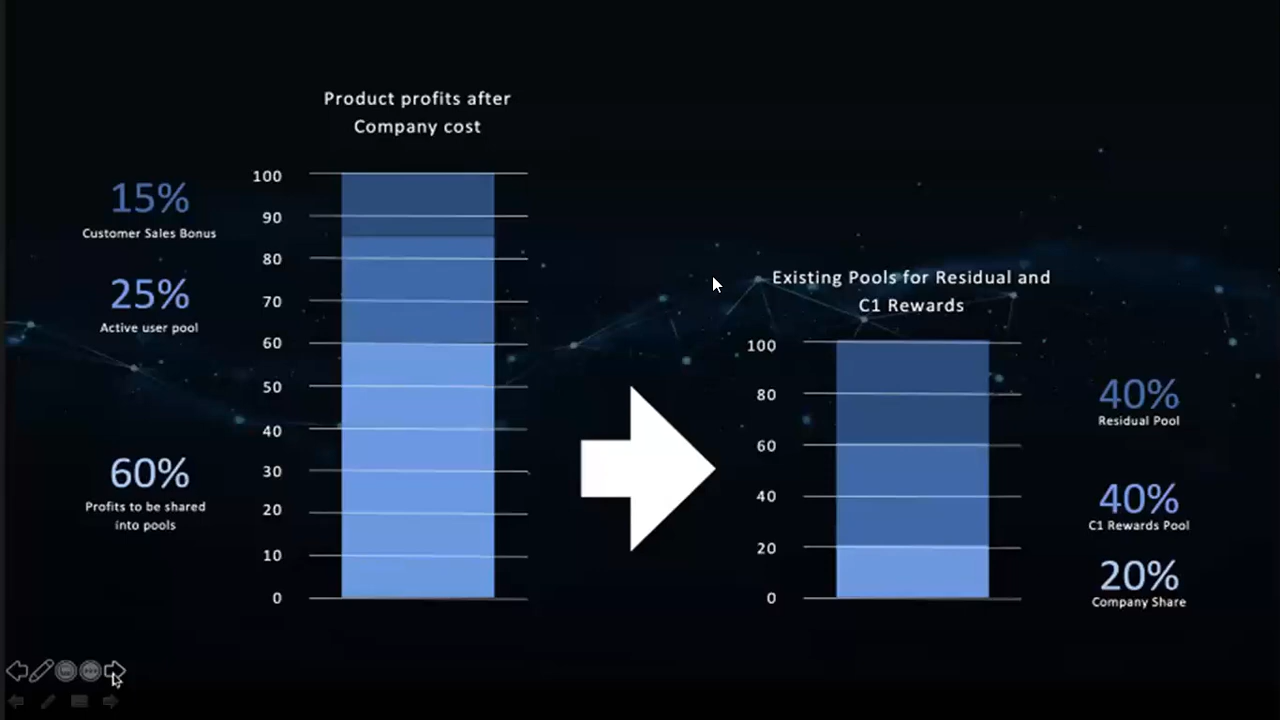 Product profits after
Company cost
15%
Customer Sales Bonus
25%
Active user pool
60%
Profits to be shared
into pools
100
90
80
70
60
50
40
30
20
10
0
Existing Pools for Residual and
C1 Rewards
100
80
60
40
20
0
40%
Residual Pool
40%
C1 Rewards Pool
20%
Company Share